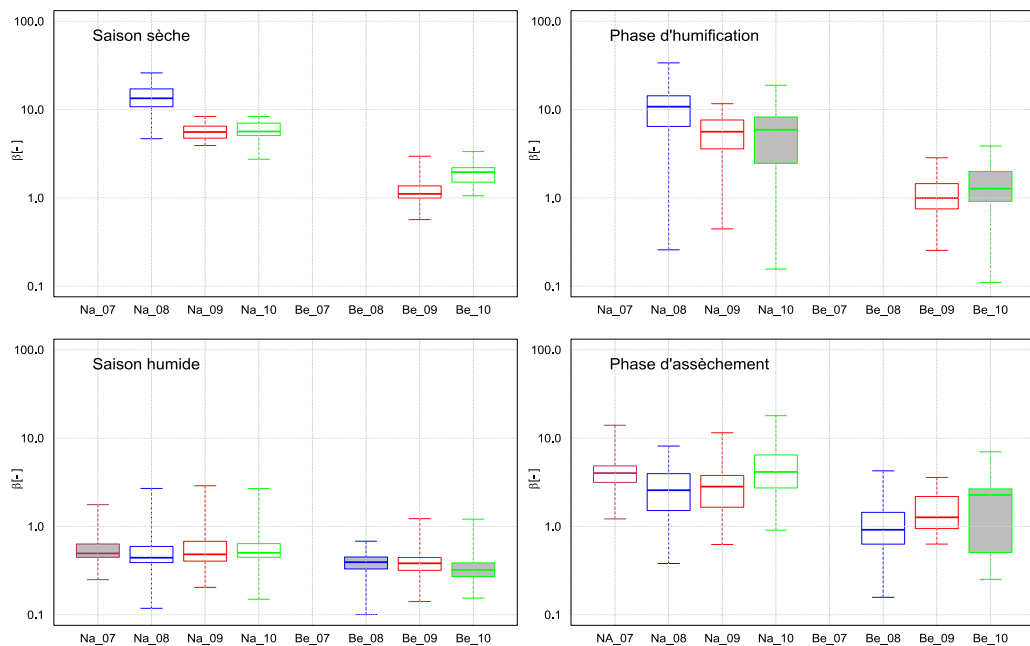 Saison sèche
100.0
10.0
1.0
0.1
β[-]
Na_07 Na_08 Na_09 Na_10 Be_07 Be_08 Be_09 Be_10
Phase d'humification
100.0
10.0
1.0
0.1
β[-]
Na_07 Na_08 Na_09 Na_10 Be_07 Be_08 Be_09 Be_10
Saison humide
100.0
10.0
1.0
0.1
β[-]
Na_07 Na_08 Na_09 Na_10 Be_07 Be_08 Be_09 Be_10
Phase d'assèchement
100.0
10.0
1.0
0.1
β[-]
NA_07 Na_08 Na_09 Na_10 Be_07 Be_08 Be_09 Be_10